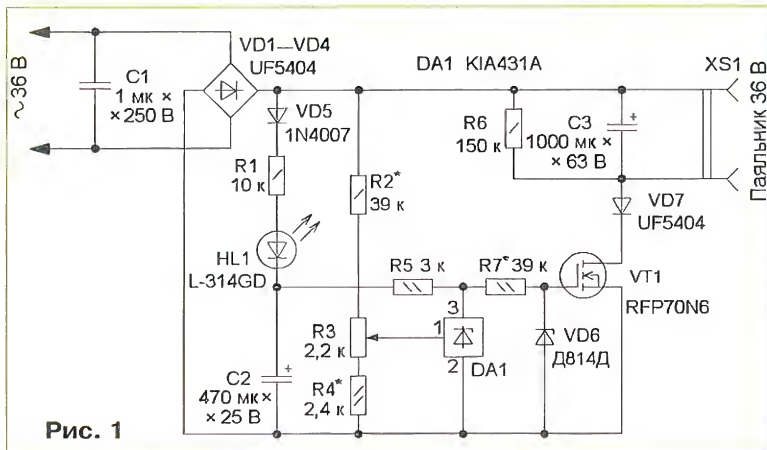 VD1—VD4
UF5404
DA1 KIA431A
XS1
~36 В
C1
1 мк ×
×250 В
VD5
1N4007
R1
10 к
R2*
39 к
R6
150 к
C3
+
1000 мк ×
× 63 В
Паяльник 36 В
VD7
UF5404
HL1
L-314GD
R5 3 к
R7* 39 к
VT1
RFP70N6
R3
2,2 к
3
1
2
DA1
VD6
Д814Д
C2
+
470 мк×
× 25 В
R4*
2,4 к
Рис. 1